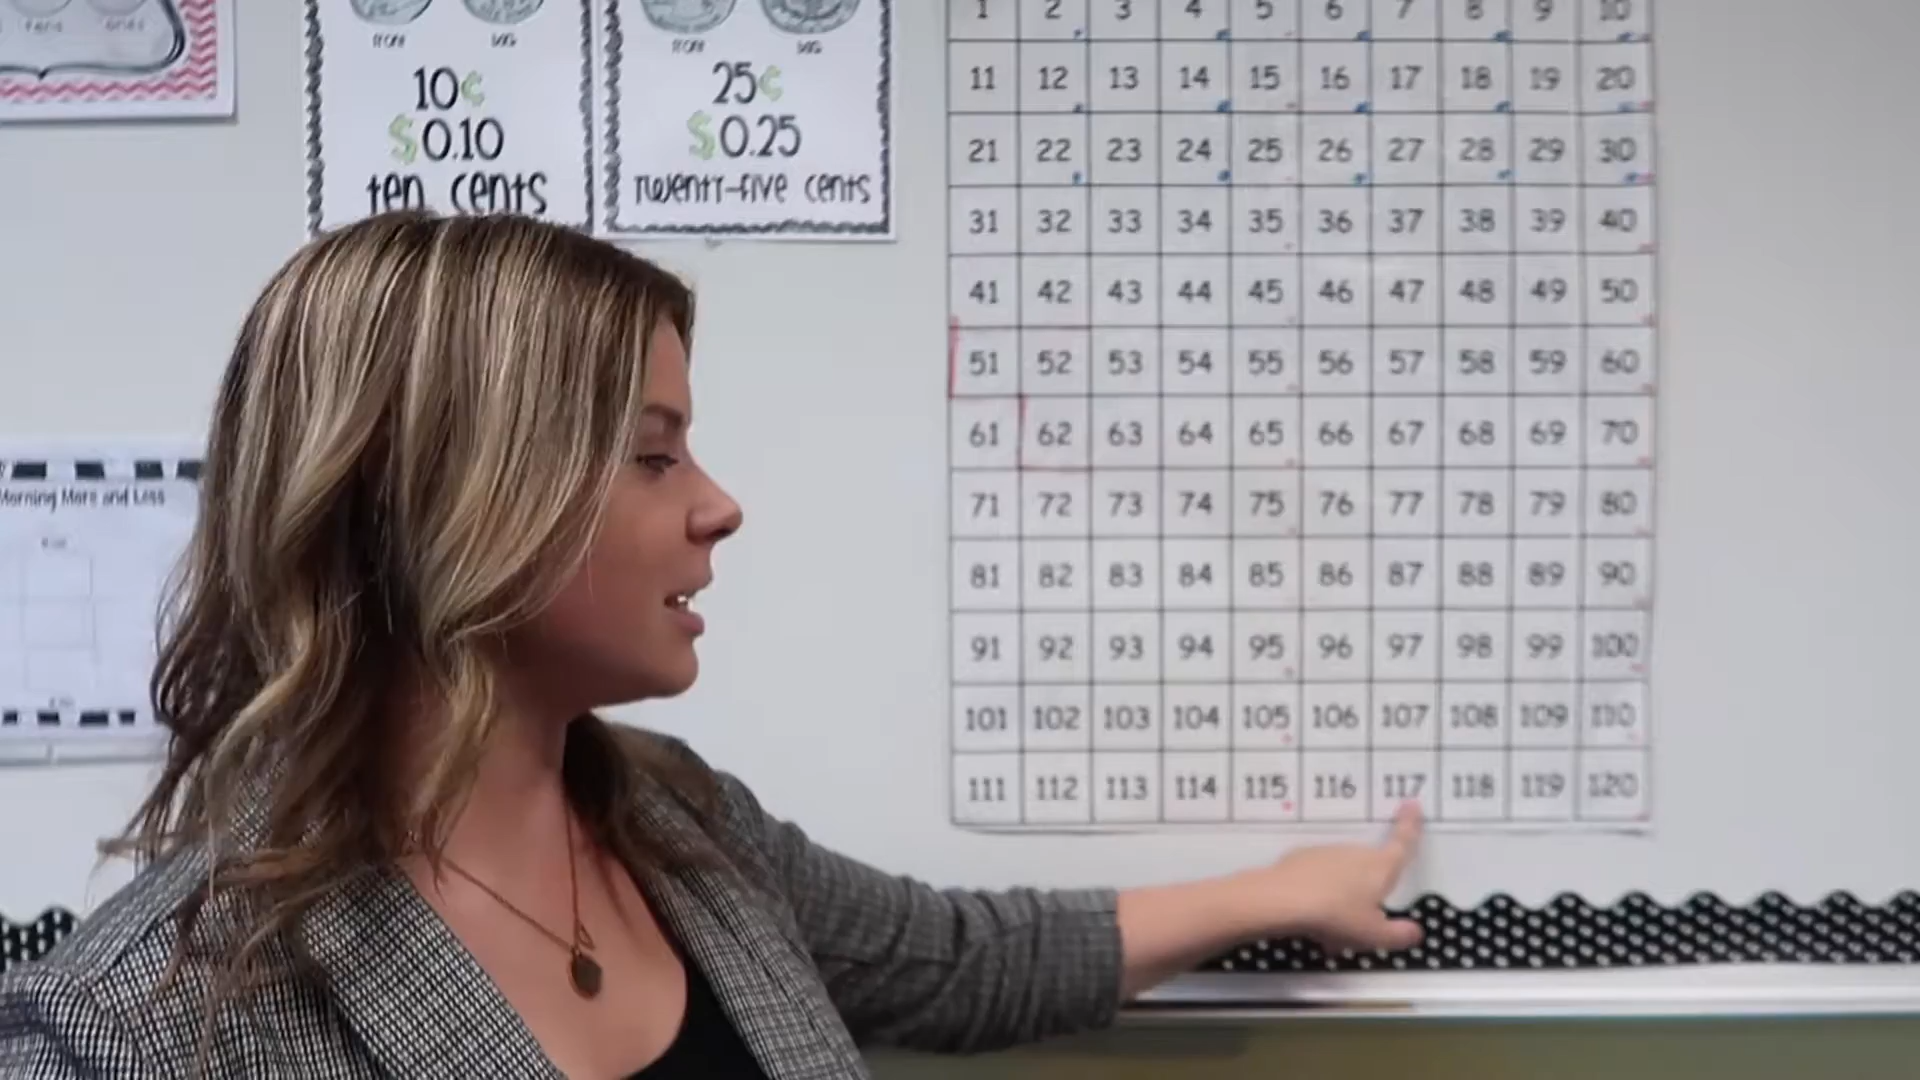 Tens Ones
FRONT BACK
10¢
$0.10
ten cents
FRONT BACK
25¢
$0.25
Twenty-five cents
Morning More and Less
1 2 3 4 5 6 7 8 9 10
11 12 13 14 15 16 17 18 19 20
21 22 23 24 25 26 27 28 29 30
31 32 33 34 35 36 37 38 39 40
41 42 43 44 45 46 47 48 49 50
51 52 53 54 55 56 57 58 59 60
61 62 63 64 65 66 67 68 69 70
71 72 73 74 75 76 77 78 79 80
81 82 83 84 85 86 87 88 89 90
91 92 93 94 95 96 97 98 99 100
101 102 103 104 105 106 107 108 109 110
111 112 113 114 115 116 117 118 119 120